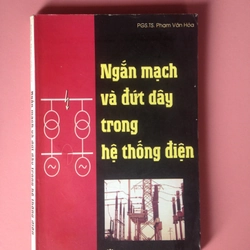 PGS TS. Phạm Văn Hòa
Ngắn mạch
và đứt dây
trong
hệ thống điện